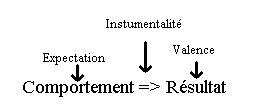 Instumentalité
Expectation
Valence
Comportement => Résultat